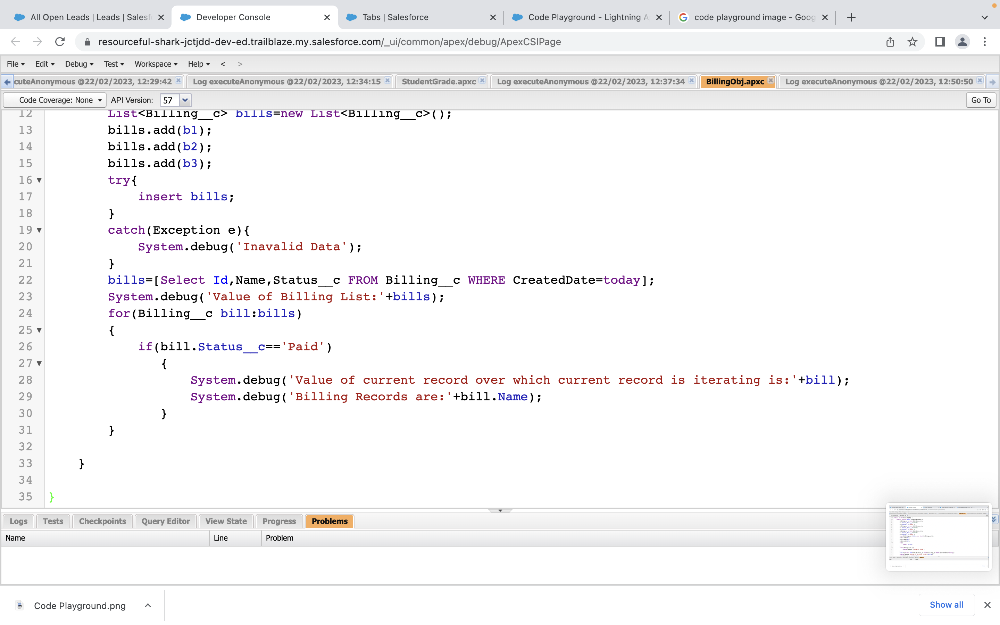 All Open Leads | Leads | Salesf
Developer Console
Tabs | Salesforce
Code Playground - Lightning A
code playground image - Goog
resourceful-shark-jctjdd-dev-ed.trailblaze.my.salesforce.com/_ui/common/apex/debug/ApexCSIPage
File Edit Debug Test Workspace Help < >
cuteAnonymous @22/02/2023, 12:29:42
Log executeAnonymous @22/02/2023, 12:34:15
StudentGrade.apxc
Log executeAnonymous @22/02/2023, 12:37:34
BillingObj.apxc
Log executeAnonymous @22/02/2023, 12:50:50
Code Coverage: None API Version: 57 Go To
12 List<Billing__c> bills=new List<Billing__c>();
13 bills.add(b1);
14 bills.add(b2);
15 bills.add(b3);
16 try{
17 insert bills;
18 }
19 catch(Exception e){
20 System.debug('Inavalid Data');
21 }
22 bills=[Select Id,Name,Status__c FROM Billing__c WHERE CreatedDate=today];
23 System.debug('Value of Billing List:'+bills);
24 for(Billing__c bill:bills)
25 {
26 if(bill.Status__c=='Paid')
27 {
28 System.debug('Value of current record over which current record is iterating is:'+bill);
29 System.debug('Billing Records are:'+bill.Name);
30 }
31 }
32
33 }
34
35 }
Logs Tests Checkpoints Query Editor View State Progress Problems
Name Line Problem
Code Playground.png
Show all